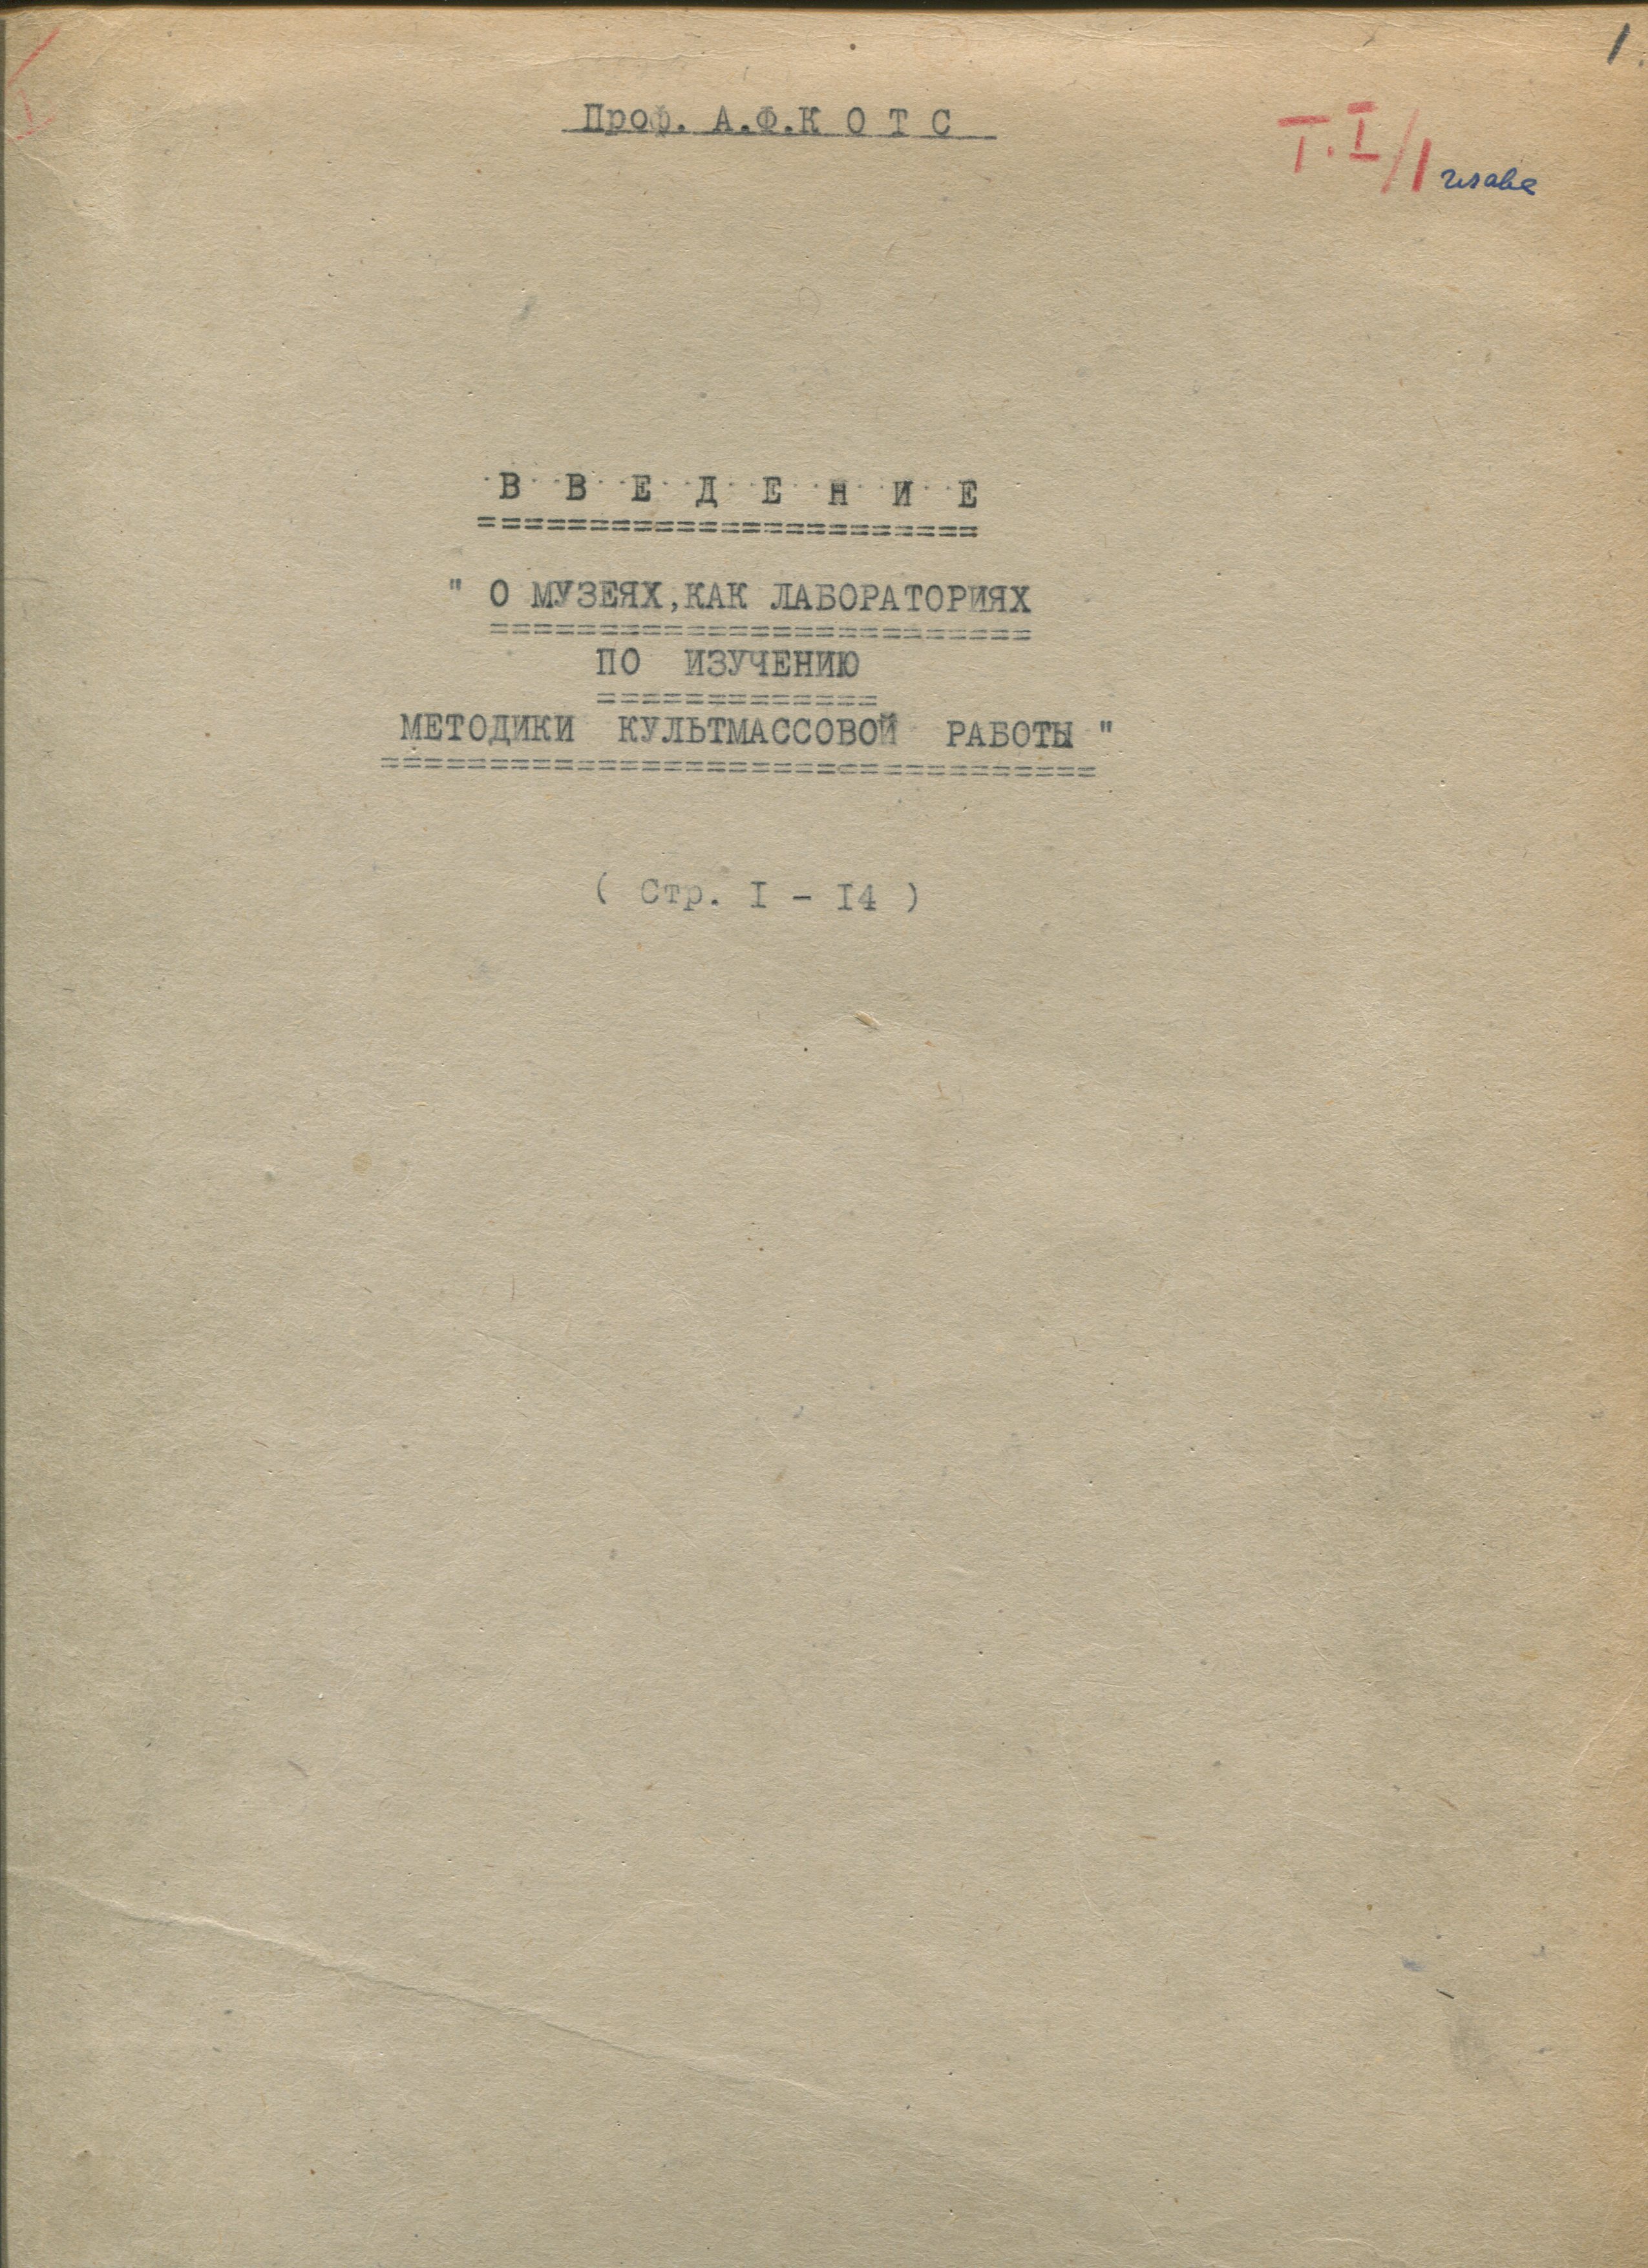 1.
Проф. А.Ф.К О Т С
Т.I/1 главе
В В Е Д Е Н И Е
" О МУЗЕЯХ,КАК ЛАБОРАТОРИЯХ
ПО ИЗУЧЕНИЮ
МЕТОДИКИ КУЛЬТМАССОВОЙ РАБОТЫ "
( Стр. I - I4 )